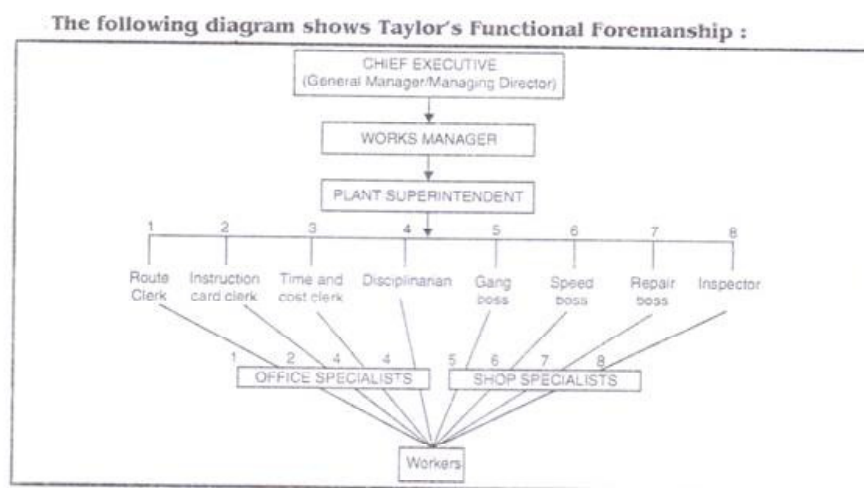 The following diagram shows Taylor's Functional Foremanship :
CHIEF EXECUTIVE
(General Manager/Managing Director)
WORKS MANAGER
PLANT SUPERINTENDENT
1 2 3 4 5 6 7 8
Route Instruction Time and Disciplinarian Gang Speed Repair Inspector
Clerk card clerk cost clerk boss boss boss
1 2 4 4 5 6 7 8
OFFICE SPECIALISTS SHOP SPECIALISTS
Workers